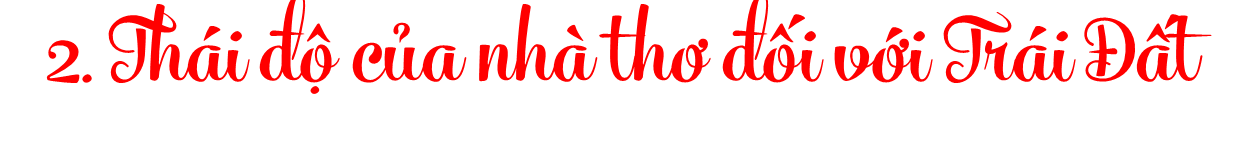 2. Thái độ của nhà thơ đối với Trái Đất